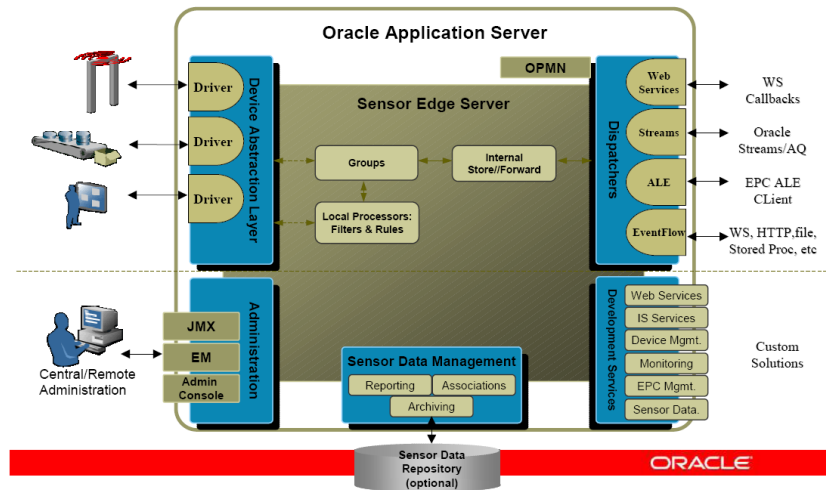 Oracle Application Server
OPMN
Sensor Edge Server
Device Abstraction Layer
Driver
Driver
Driver
Groups
Internal
Store//Forward
Local Processors:
Filters & Rules
Dispatchers
Web
Services
Streams
ALE
EventFlow
WS
Callbacks
Oracle
Streams/AQ
EPC ALE
CLient
WS, HTTP,file,
Stored Proc, etc
Central/Remote
Administration
JMX
EM
Admin
Console
Administration
Sensor Data Management
Reporting
Associations
Archiving
Development Services
Web Services
IS Services
Device Mgmt.
Monitoring
EPC Mgmt.
Sensor Data.
Custom
Solutions
Sensor Data
Repository
(optional)
ORACLE